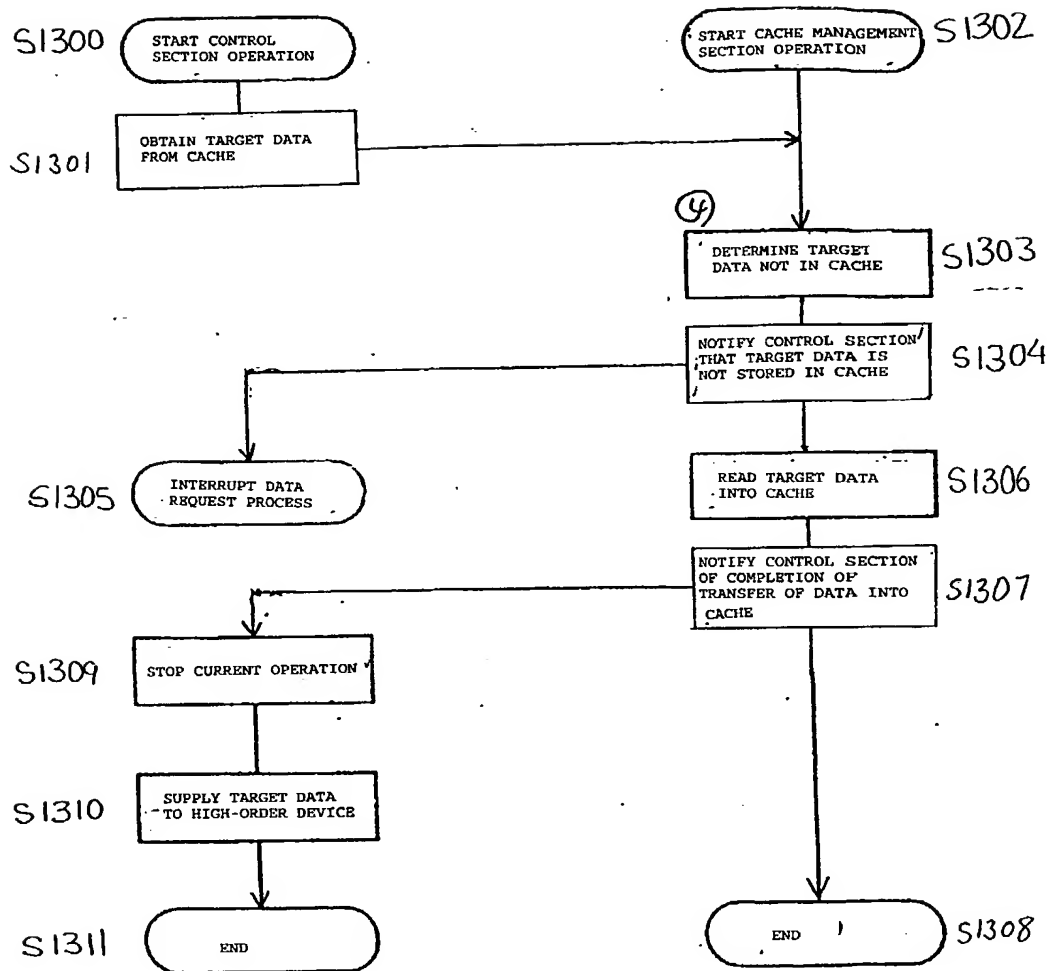 S1300
START CONTROL
SECTION OPERATION
START CACHE MANAGEMENT
SECTION OPERATION
S1302
S1301
OBTAIN TARGET DATA
FROM CACHE
4
DETERMINE TARGET
DATA NOT IN CACHE
S1303
NOTIFY CONTROL SECTION
THAT TARGET DATA IS
NOT STORED IN CACHE
S1304
S1305
INTERRUPT DATA
REQUEST PROCESS
READ TARGET DATA
INTO CACHE
S1306
NOTIFY CONTROL SECTION
OF COMPLETION OF
TRANSFER OF DATA INTO
CACHE
S1307
S1309
STOP CURRENT OPERATION
S1310
SUPPLY TARGET DATA
TO HIGH-ORDER DEVICE
S1311
END
END
S1308